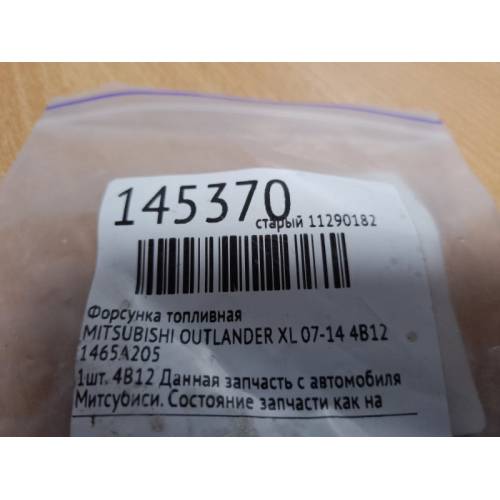 145370
старый 11290182
Форсунка топливная
MITSUBISHI OUTLANDER XL 07-14 4B12
1465A205
1шт. 4B12 Данная запчасть с автомобиля
Митсубиси. Состояние запчасти как на